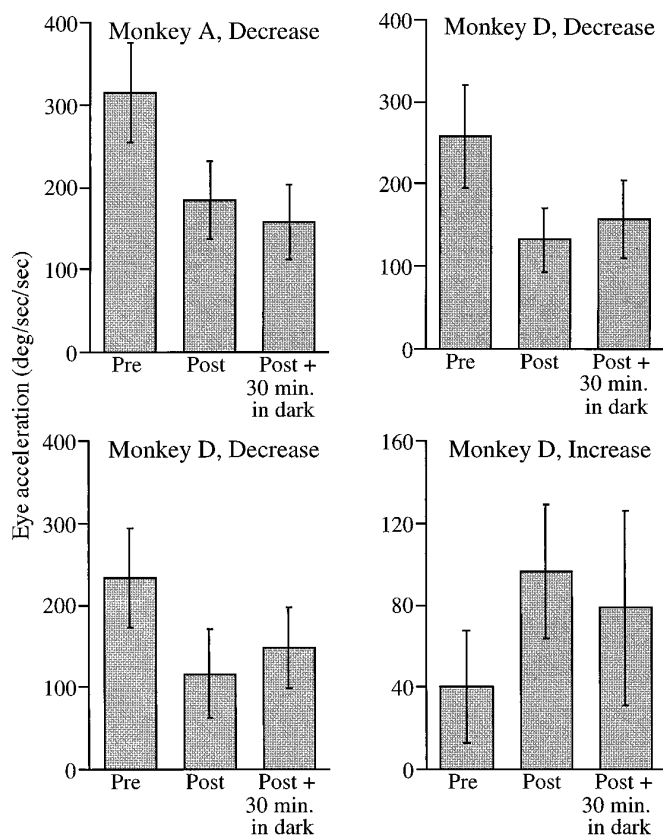 Eye acceleration (deg/sec/sec)
Monkey A, Decrease
400
300
200
100
0
Pre
Post
Post +
30 min.
in dark
Monkey D, Decrease
400
300
200
100
0
Pre
Post
Post +
30 min.
in dark
Monkey D, Decrease
400
300
200
100
0
Pre
Post
Post +
30 min.
in dark
Monkey D, Increase
160
120
80
40
0
Pre
Post
Post +
30 min.
in dark